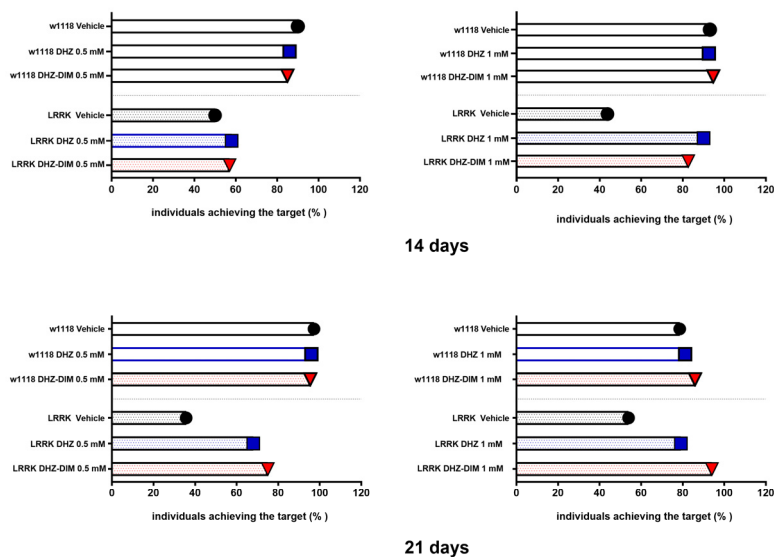 w1118 Vehicle
w1118 DHZ 0.5 mM
w1118 DHZ-DIM 0.5 mM
LRRK Vehicle
LRRK DHZ 0.5 mM
LRRK DHZ-DIM 0.5 mM
0 20 40 60 80 100 120
individuals achieving the target (% )
w1118 Vehicle
w1118 DHZ 1 mM
w1118 DHZ-DIM 1 mM
LRRK Vehicle
LRRK DHZ 1 mM
LRRK DHZ-DIM 1 mM
0 20 40 60 80 100 120
individuals achieving the target (% )
14 days
w1118 Vehicle
w1118 DHZ 0.5 mM
w1118 DHZ-DIM 0.5 mM
LRRK Vehicle
LRRK DHZ 0.5 mM
LRRK DHZ-DIM 0.5 mM
0 20 40 60 80 100 120
individuals achieving the target (% )
w1118 Vehicle
w1118 DHZ 1 mM
w1118 DHZ-DIM 1 mM
LRRK Vehicle
LRRK DHZ 1 mM
LRRK DHZ-DIM 1 mM
0 20 40 60 80 100 120
individuals achieving the target (% )
21 days